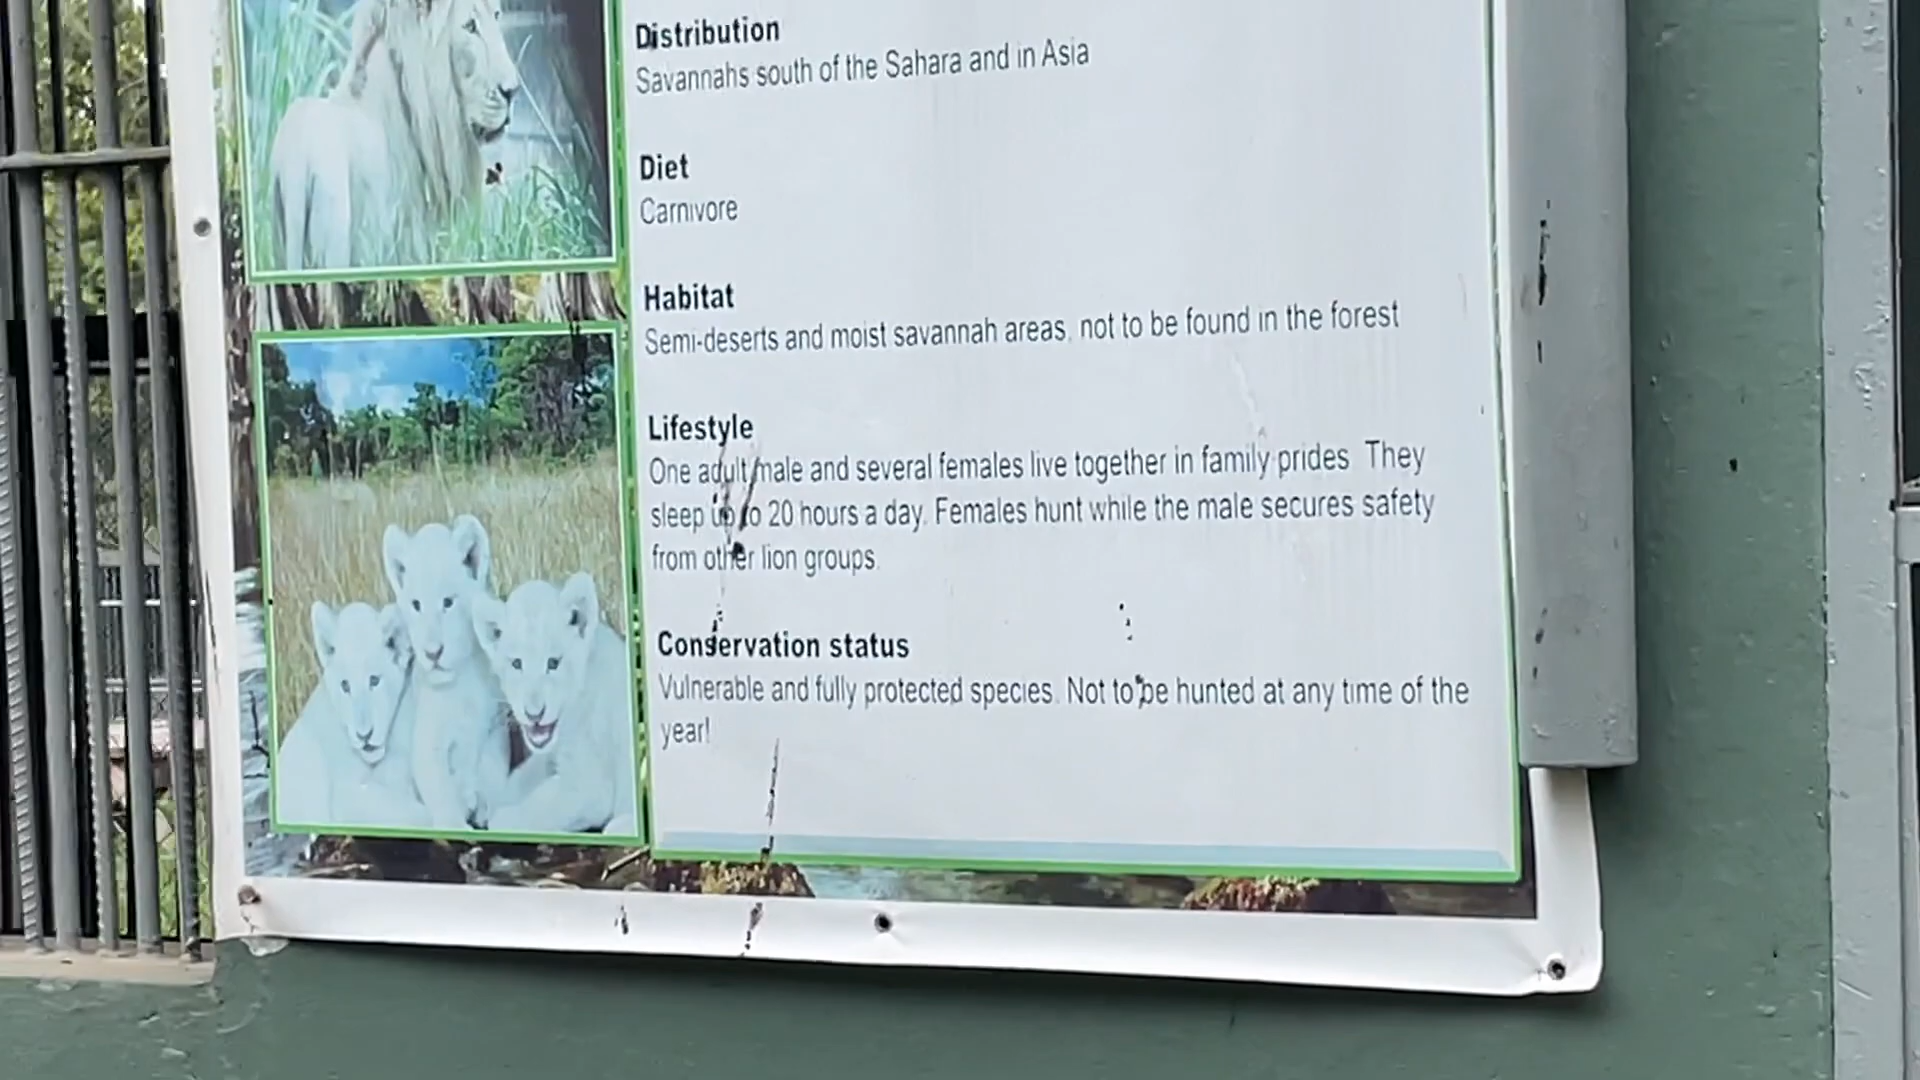 Distribution
Savannahs south of the Sahara and in Asia
Diet
Carnivore
Habitat
Semi-deserts and moist savannah areas, not to be found in the forest
Lifestyle
One adult male and several females live together in family prides They
sleep up to 20 hours a day. Females hunt while the male secures safety
from other lion groups.
Conservation status
Vulnerable and fully protected species. Not to be hunted at any time of the
year!